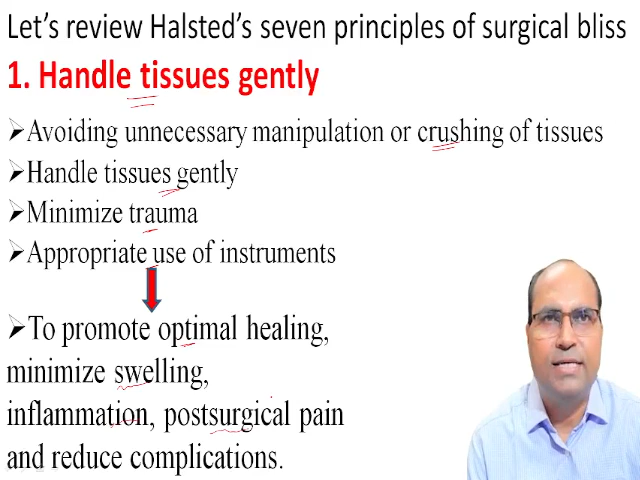 Let's review Halsted's seven principles of surgical bliss
1. Handle tissues gently
➢Avoiding unnecessary manipulation or crushing of tissues
➢Handle tissues gently
➢Minimize trauma
➢Appropriate use of instruments
➢To promote optimal healing,
minimize swelling,
inflammation, postsurgical pain
and reduce complications.